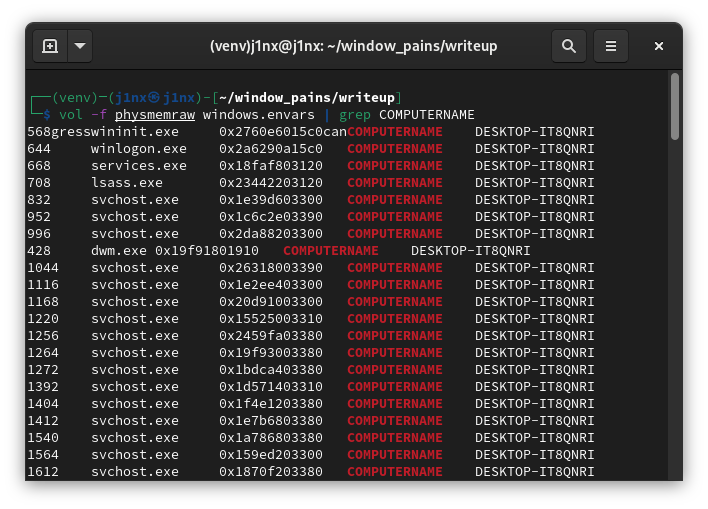 (venv)j1nx@j1nx: ~/window_pains/writeup
┌──(venv)─(j1nx㉿j1nx)-[~/window_pains/writeup]
└─$ vol -f physmemraw windows.envars | grep COMPUTERNAME
568gresswininit.exe 0x2760e6015c0canCOMPUTERNAME DESKTOP-IT8QNRI
644 winlogon.exe 0x2a6290a15c0 COMPUTERNAME DESKTOP-IT8QNRI
668 services.exe 0x18faf803120 COMPUTERNAME DESKTOP-IT8QNRI
708 lsass.exe 0x23442203120 COMPUTERNAME DESKTOP-IT8QNRI
832 svchost.exe 0x1e39d603300 COMPUTERNAME DESKTOP-IT8QNRI
952 svchost.exe 0x1c6c2e03390 COMPUTERNAME DESKTOP-IT8QNRI
996 svchost.exe 0x2da88203300 COMPUTERNAME DESKTOP-IT8QNRI
428 dwm.exe 0x19f91801910 COMPUTERNAME DESKTOP-IT8QNRI
1044 svchost.exe 0x26318003390 COMPUTERNAME DESKTOP-IT8QNRI
1116 svchost.exe 0x1e2ee403300 COMPUTERNAME DESKTOP-IT8QNRI
1168 svchost.exe 0x20d91003300 COMPUTERNAME DESKTOP-IT8QNRI
1220 svchost.exe 0x15525003310 COMPUTERNAME DESKTOP-IT8QNRI
1256 svchost.exe 0x2459fa03380 COMPUTERNAME DESKTOP-IT8QNRI
1264 svchost.exe 0x19f93003380 COMPUTERNAME DESKTOP-IT8QNRI
1272 svchost.exe 0x1bdca403380 COMPUTERNAME DESKTOP-IT8QNRI
1392 svchost.exe 0x1d571403310 COMPUTERNAME DESKTOP-IT8QNRI
1404 svchost.exe 0x1f4e1203380 COMPUTERNAME DESKTOP-IT8QNRI
1412 svchost.exe 0x1e7b6803380 COMPUTERNAME DESKTOP-IT8QNRI
1540 svchost.exe 0x1a786803380 COMPUTERNAME DESKTOP-IT8QNRI
1564 svchost.exe 0x159ed203300 COMPUTERNAME DESKTOP-IT8QNRI
1612 svchost.exe 0x1870f203380 COMPUTERNAME DESKTOP-IT8QNRI